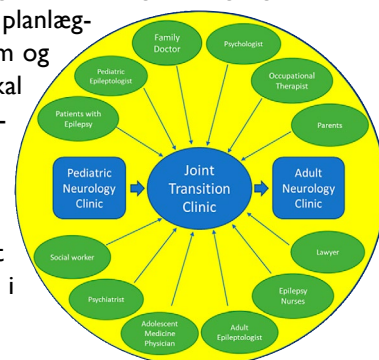 planlæg-
m og
kal
-
t
i
Family
Doctor
Psychologist
Pediatric
Epileptologist
Occupational
Therapist
Patients with
Epilepsy
Parents
Pediatric
Neurology
Clinic
Joint
Transition
Clinic
Adult
Neurology
Clinic
Social worker
Lawyer
Psychiatrist
Epilepsy
Nurses
Adolescent
Medicine
Physician
Adult
Epileptologist